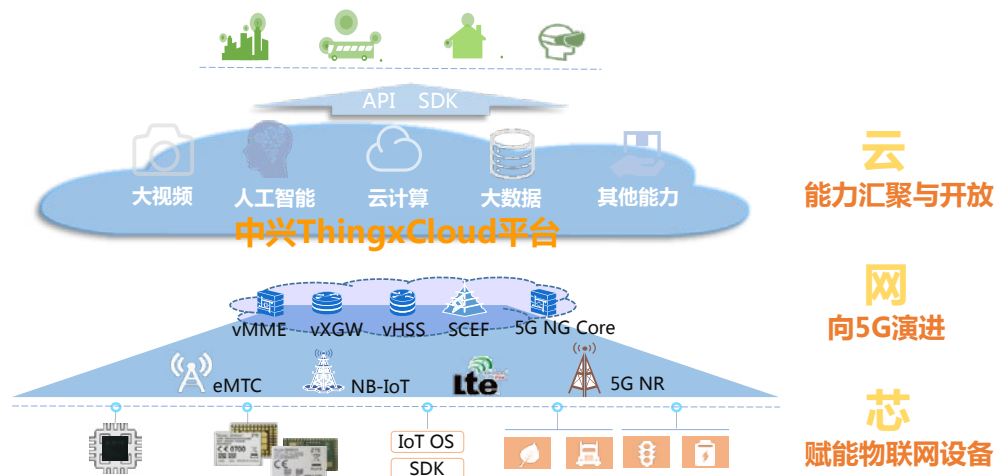 API SDK
大视频
人工智能
云计算
大数据
其他能力
中兴ThingxCloud平台
云
能力汇聚与开放
vMME
vXGW
vHSS
SCEF
5G NG Core
网
向5G演进
eMTC
NB-IoT
Lte
5G NR
芯
赋能物联网设备
IoT OS
SDK